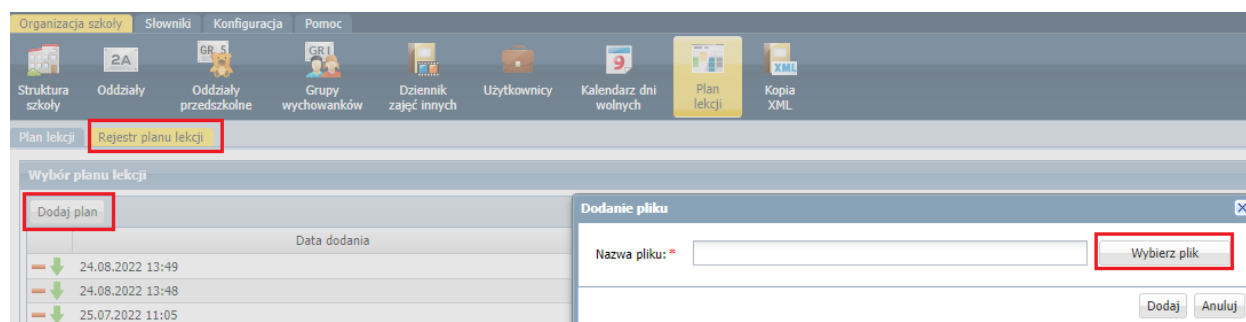 Organizacja szkoły Słowniki Konfiguracja Pomoc
2A GR. 5 GR I 9 XML
Struktura szkoły
Oddziały
Oddziały przedszkolne
Grupy wychowanków
Dziennik zajęć innych
Użytkownicy
Kalendarz dni wolnych
Plan lekcji
Kopia XML
Plan lekcji Rejestr planu lekcji
Wybór planu lekcji
Dodaj plan
Data dodania
24.08.2022 13:49
24.08.2022 13:48
25.07.2022 11:05
Dodanie pliku
Nazwa pliku: * Wybierz plik
Dodaj Anuluj